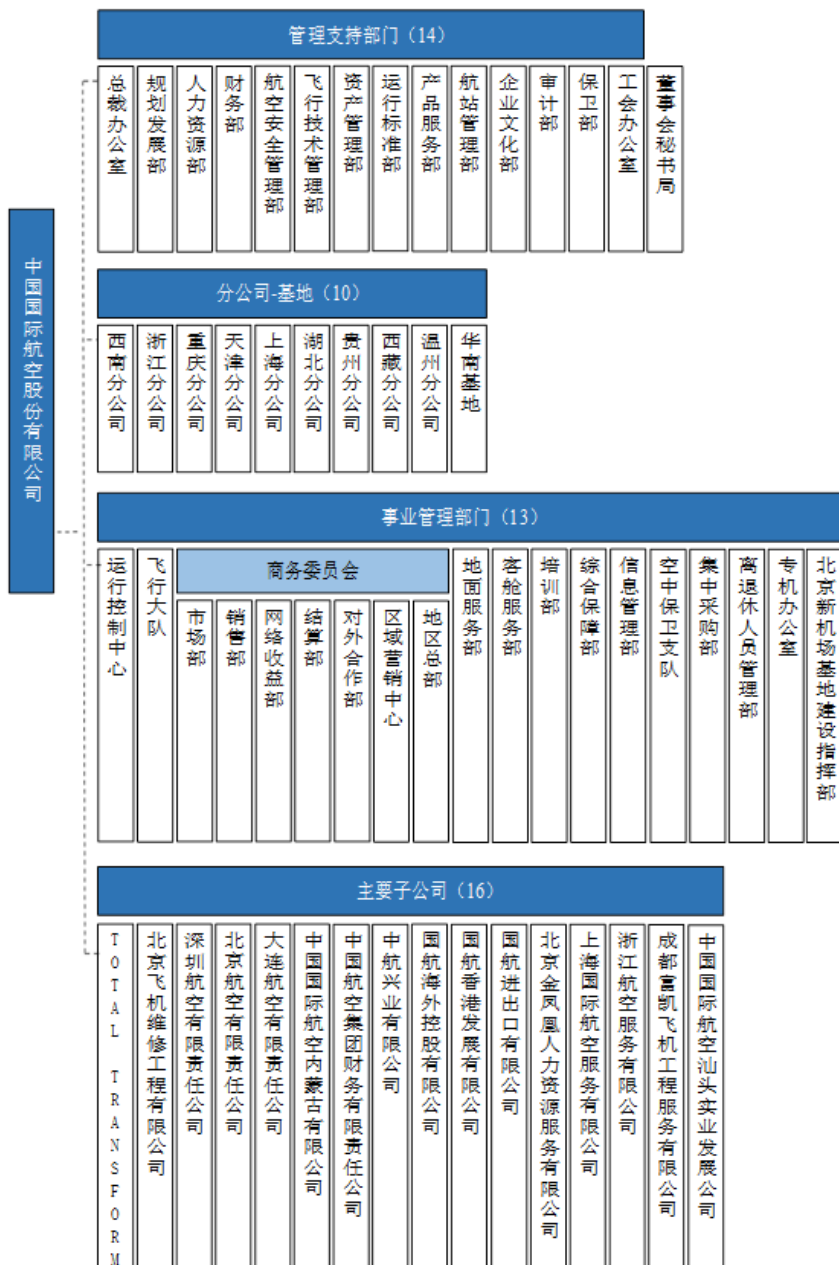 管理支持部门（14）
总裁办公室
规划发展部
人力资源部
财务部
航空安全管理部
飞行技术管理部
资产管理部
运行标准部
产品服务部
航站管理部
企业文化部
审计部
保卫部
工会办公室
董事会秘书局
中国国际航空股份有限公司
分公司-基地（10）
西南分公司
浙江分公司
重庆分公司
天津分公司
上海分公司
湖北分公司
贵州分公司
西藏分公司
温州分公司
华南基地
事业管理部门（13）
运行控制中心
飞行大队
商务委员会
市场部
销售部
网络收益部
结算部
对外合作部
区域营销中心
地区总部
地面服务部
客舱服务部
培训部
综合保障部
信息管理部
空中保卫支队
集中采购部
离退休人员管理部
专机办公室
北京新机场基地建设指挥部
主要子公司（16）
TOTAL TRANSFORM
北京飞机维修工程有限公司
深圳航空有限责任公司
北京航空有限责任公司
大连航空有限责任公司
中国国际航空内蒙古有限公司
中国航空集团财务有限责任公司
中航兴业有限公司
国航海外控股有限公司
国航香港发展有限公司
国航进出口有限公司
北京金凤凰人力资源服务有限公司
上海国际航空服务有限公司
浙江航空服务有限公司
成都富凯飞机工程服务有限公司
中国国际航空汕头实业发展公司